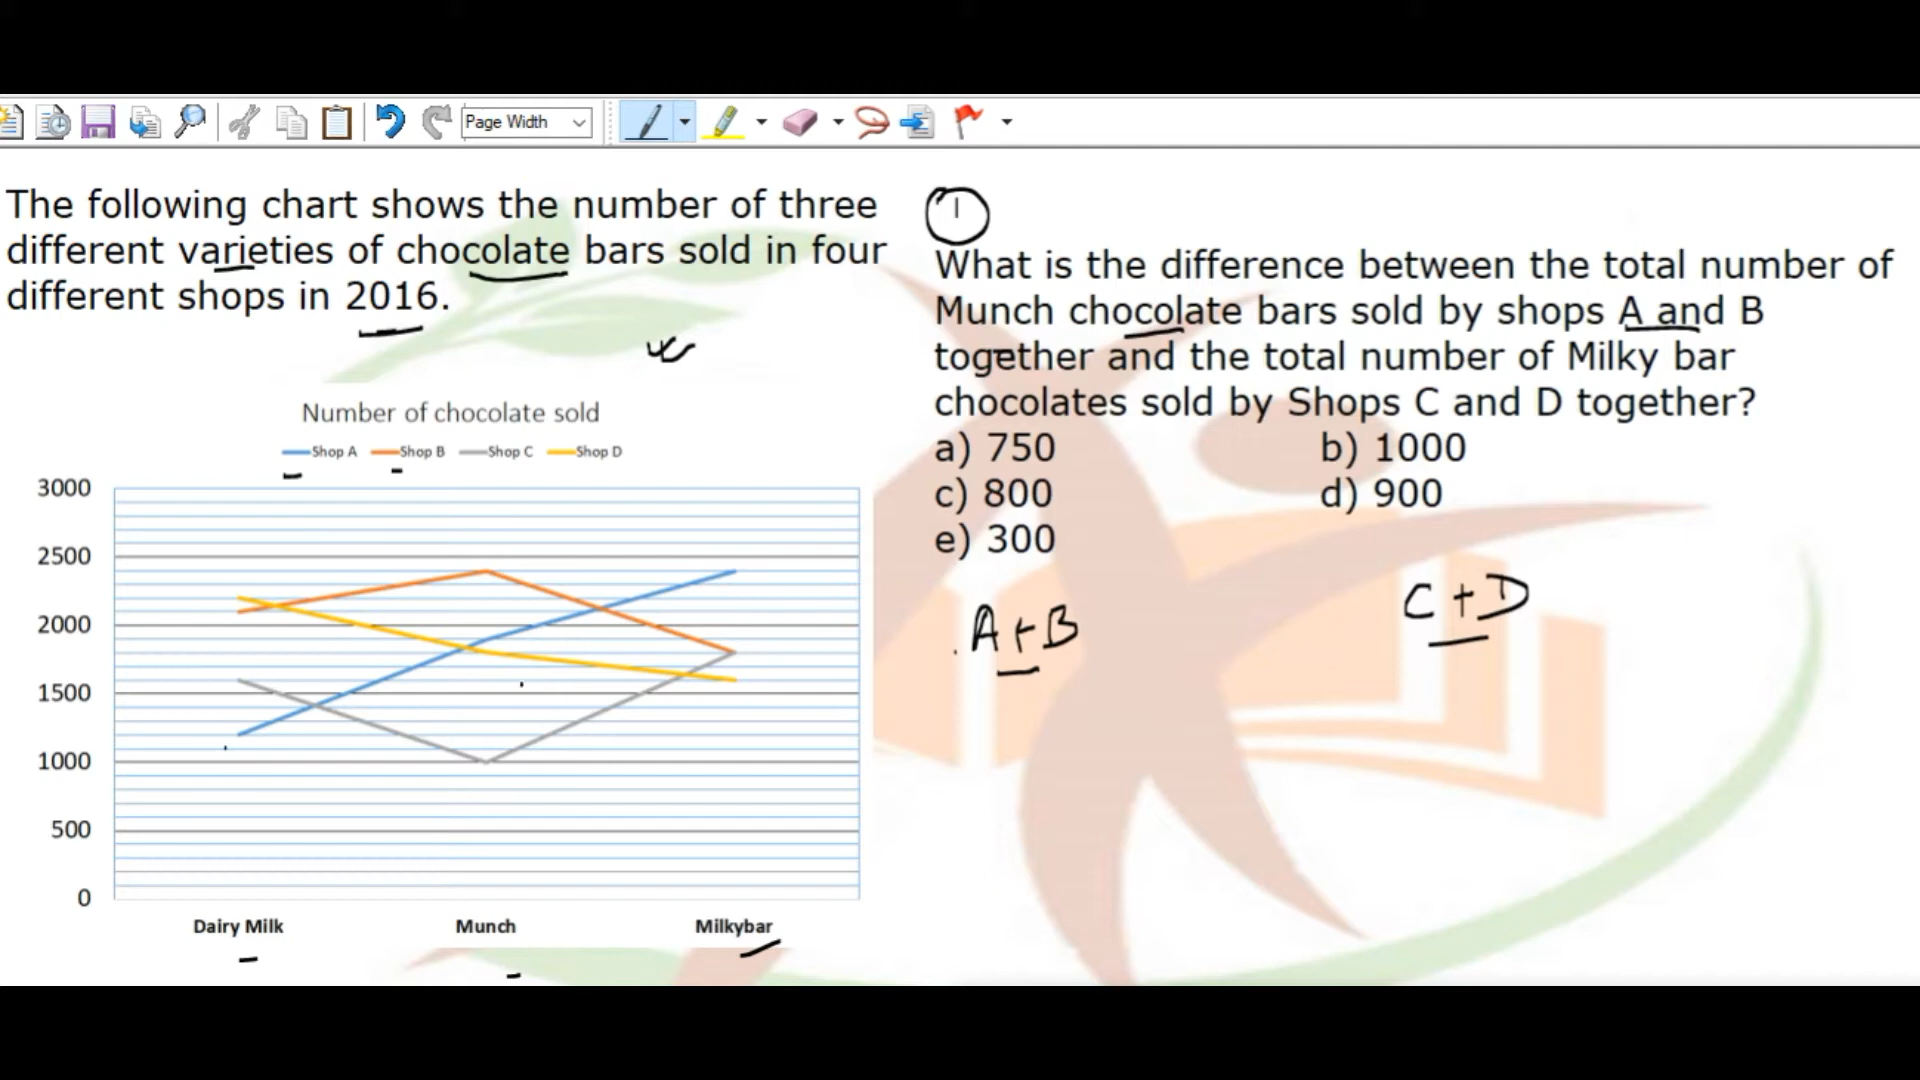 Page Width
The following chart shows the number of three
different varieties of chocolate bars sold in four
different shops in 2016.
Number of chocolate sold
Shop A Shop B Shop C Shop D
3000
2500
2000
1500
1000
500
0
Dairy Milk Munch Milkybar
1
What is the difference between the total number of
Munch chocolate bars sold by shops A and B
together and the total number of Milky bar
chocolates sold by Shops C and D together?
a) 750 b) 1000
c) 800 d) 900
e) 300
A+B C+D